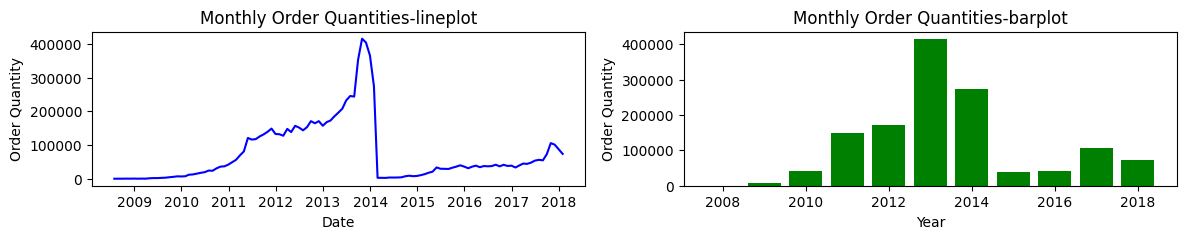 Monthly Order Quantities-lineplot
400000
300000
200000
100000
0
Order Quantity
2009 2010 2011 2012 2013 2014 2015 2016 2017 2018
Date
Monthly Order Quantities-barplot
400000
300000
200000
100000
0
Order Quantity
2008 2010 2012 2014 2016 2018
Year